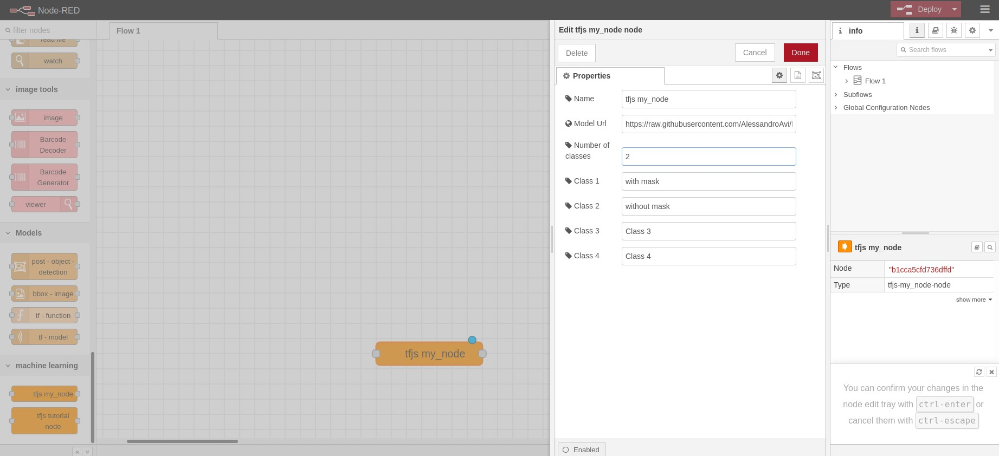 Node-RED
Deploy
filter nodes
Flow 1
read file
watch
image tools
image
Barcode
Decoder
Barcode
Generator
viewer
Models
post - object -
detection
bbox - image
tf - function
tf - model
machine learning
tfjs my_node
tfjs tutorial
node
tfjs my_node
Edit tfjs my_node node
Delete
Cancel
Done
Properties
Name
tfjs my_node
Model Url
https://raw.githubusercontent.com/AlessandroAvi/
Number of
classes
2
Class 1
with mask
Class 2
without mask
Class 3
Class 3
Class 4
Class 4
Enabled
info
Search flows
Flows
Flow 1
Subflows
Global Configuration Nodes
tfjs my_node
Node
"b1cca5cfd736dffd"
Type
tfjs-my_node-node
show more
You can confirm your changes in the
node edit tray with ctrl-enter or
cancel them with ctrl-escape